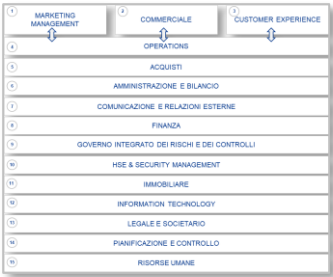 1
MARKETING
MANAGEMENT
2
COMMERCIALE
3
CUSTOMER EXPERIENCE
4
OPERATIONS
5
ACQUISTI
6
AMMINISTRAZIONE E BILANCIO
7
COMUNICAZIONE E RELAZIONI ESTERNE
8
FINANZA
9
GOVERNO INTEGRATO DEI RISCHI E DEI CONTROLLI
10
HSE & SECURITY MANAGEMENT
11
IMMOBILIARE
12
INFORMATION TECHNOLOGY
13
LEGALE E SOCIETARIO
14
PIANIFICAZIONE E CONTROLLO
15
RISORSE UMANE